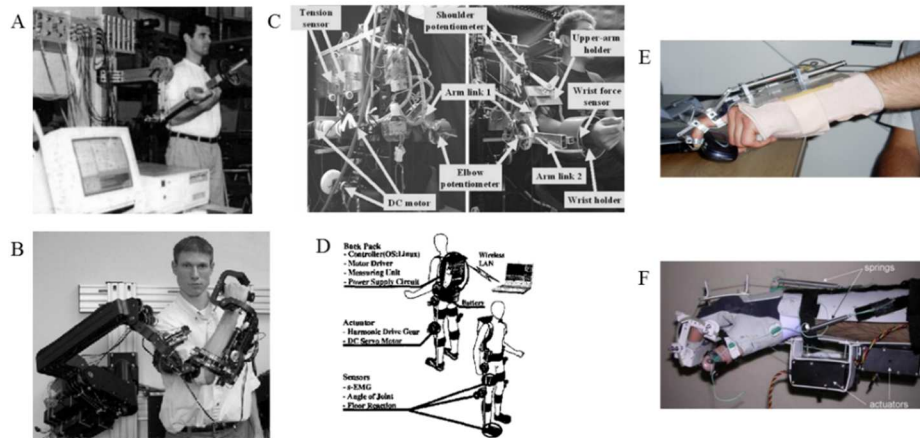 A
B
C
Tension
sensor
Shoulder
potentiometer
Upper-arm
holder
Arm link 1
Wrist force
sensor
Elbow
potentiometer
Arm link 2
DC motor
Wrist holder
D
Back Pack
- Controller(OS:Linux)
- Motor Driver
- Measuring Unit
- Power Supply Circuit
Wireless
LAN
Battery
Actuator
- Harmonic Drive Gear
- DC Servo Motor
Sensors
- s-EMG
- Angle of Joint
- Floor Reaction
E
F
springs
actuators